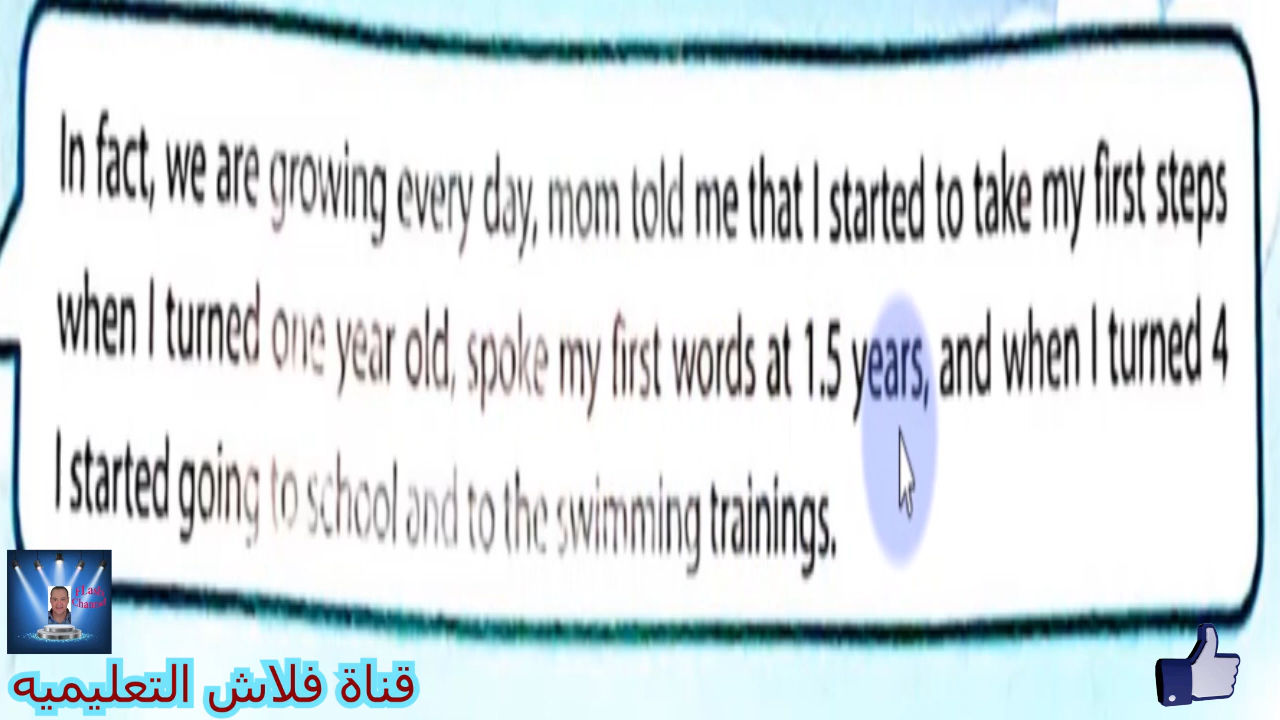 In fact, we are growing every day, mom told me that I started to take my first steps
when I turned one year old, spoke my first words at 1.5 years, and when I turned 4
I started going to school and to the swimming trainings.
FLash
Channel
قناة فلاش التعليميه